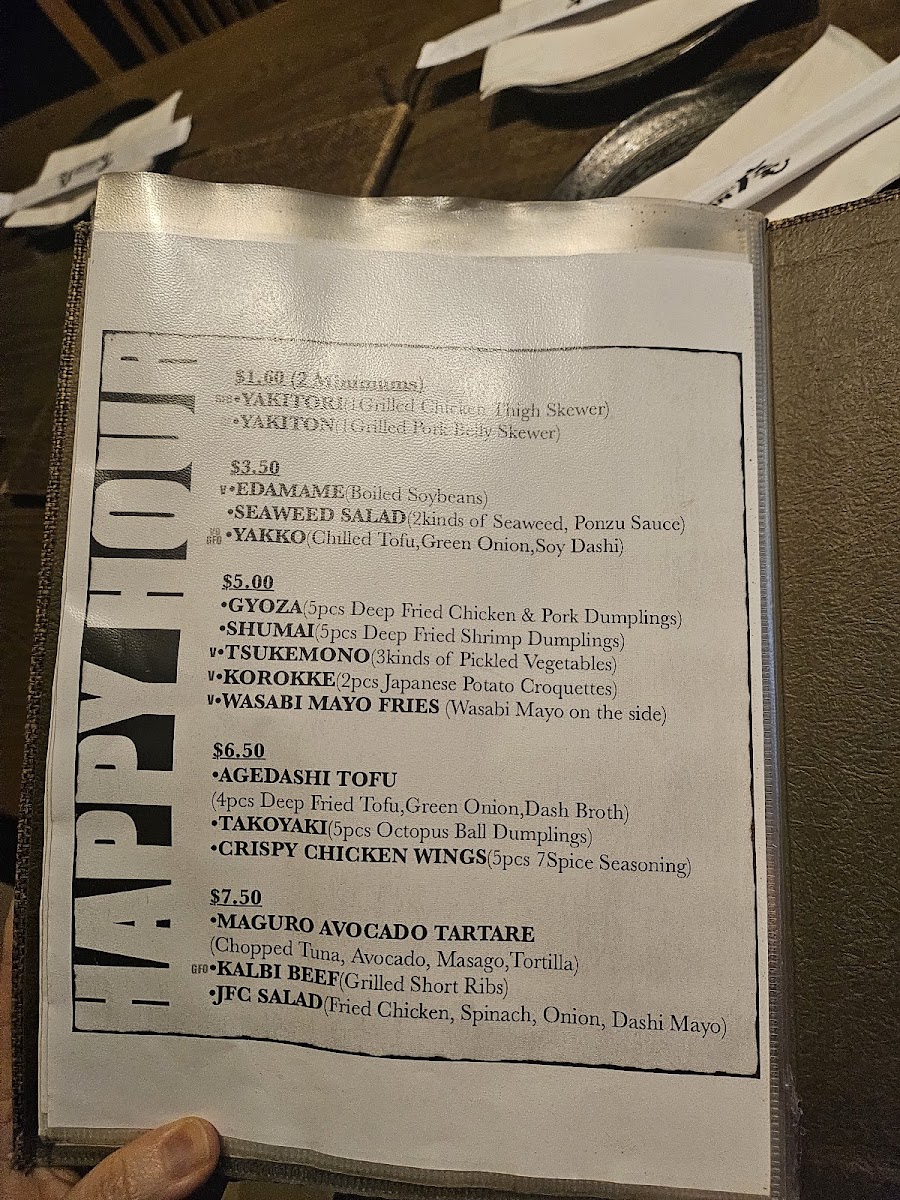 HAPPY HOUR
$1.60 (2 Minimums)
•YAKITORI(1Grilled Chicken Thigh Skewer)
•YAKITON(1Grilled Pork Belly Skewer)
$3.50
V•EDAMAME(Boiled Soybeans)
•SEAWEED SALAD(2kinds of Seaweed, Ponzu Sauce)
GFO •YAKKO(Chilled Tofu,Green Onion,Soy Dashi)
$5.00
•GYOZA(5pcs Deep Fried Chicken & Pork Dumplings)
•SHUMAI(5pcs Deep Fried Shrimp Dumplings)
V•TSUKEMONO(3kinds of Pickled Vegetables)
V•KOROKKE(2pcs Japanese Potato Croquettes)
V•WASABI MAYO FRIES (Wasabi Mayo on the side)
$6.50
•AGEDASHI TOFU
(4pcs Deep Fried Tofu,Green Onion,Dash Broth)
•TAKOYAKI(5pcs Octopus Ball Dumplings)
•CRISPY CHICKEN WINGS(5pcs 7Spice Seasoning)
$7.50
•MAGURO AVOCADO TARTARE
(Chopped Tuna, Avocado, Masago,Tortilla)
GFO•KALBI BEEF(Grilled Short Ribs)
•JFC SALAD(Fried Chicken, Spinach, Onion, Dashi Mayo)